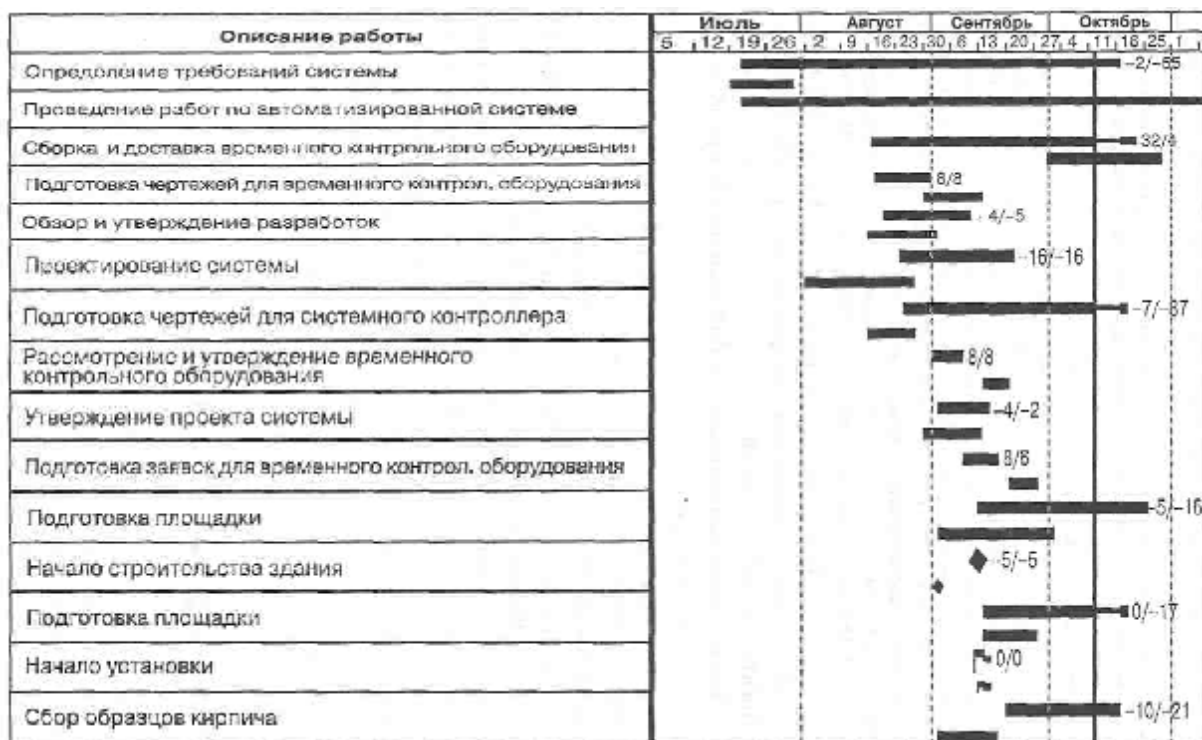 Описание работы
Июль Август Сентябрь Октябрь
5 12 19 26 2 9 16 23 30 6 13 20 27 4 11 18 25 1
Определение требований системы
-2/-65
Проведение работ по автоматизированной системе
Сборка и доставка временного контрольного оборудования
Подготовка чертежей для временного контрол. оборудования
8/8
Обзор и утверждение разработок
-4/-5
Проектирование системы
-16/-16
Подготовка чертежей для системного контроллера
-7/-37
Рассмотрение и утверждение временного
контрольного оборудования
8/8
Утверждение проекта системы
-4/-2
Подготовка заявок для временного контрол. оборудования
8/6
Подготовка площадки
-5/-16
Начало строительства здания
-5/-5
Подготовка площадки
0/-17
Начало установки
0/0
Сбор образцов кирпича
-10/-21